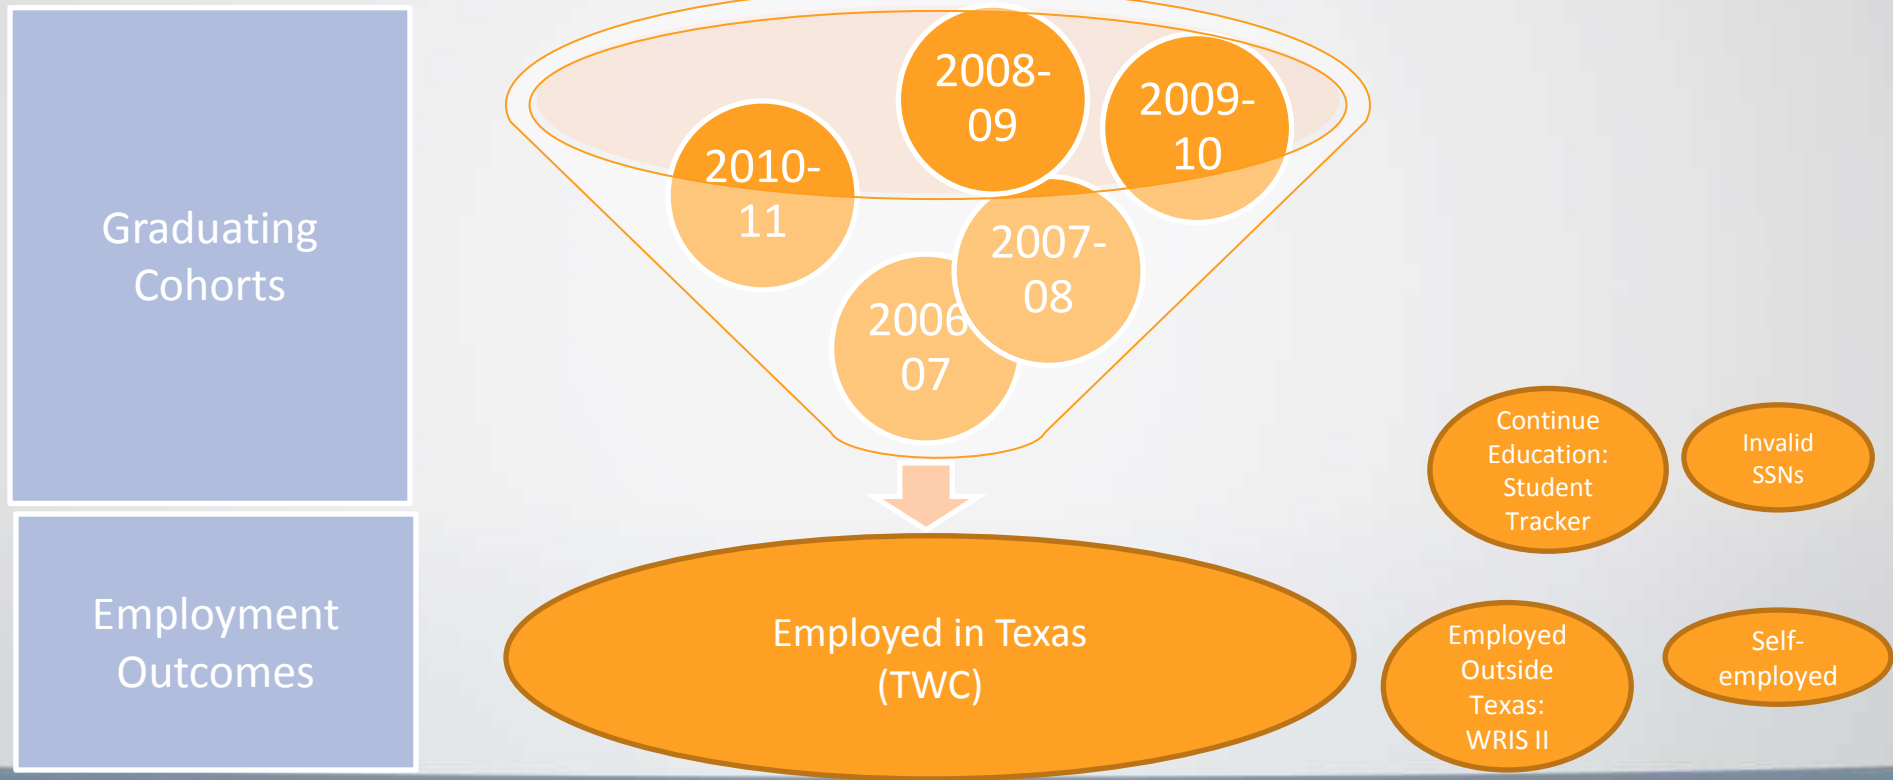 Graduating
Cohorts
2008-
09
2009-
10
2010-
11
2007-
08
2006
07
Continue
Education:
Student
Tracker
Invalid
SSNs
Employment
Outcomes
Employed in Texas
(TWC)
Employed
Outside
Texas:
WRIS II
Self-
employed